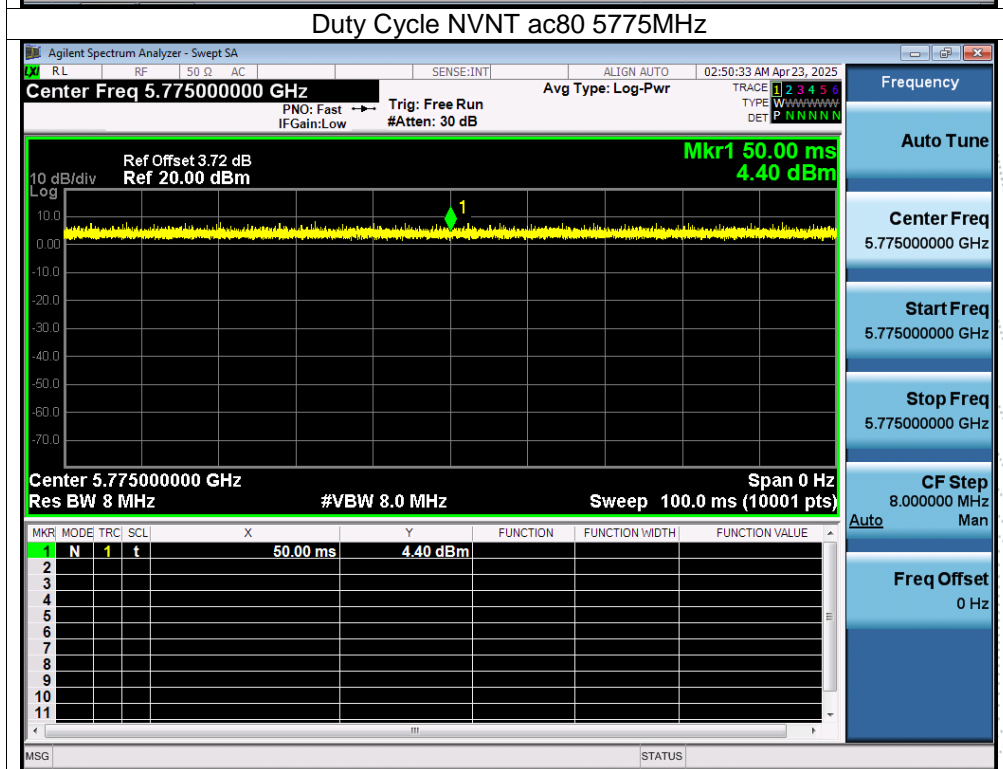 Duty Cycle NVNT ac80 5775MHz
Agilent Spectrum Analyzer - Swept SA
LXI RL RF 50 Ω AC SENSE:INT ALIGN AUTO 02:50:33 AM Apr 23, 2025
Center Freq 5.775000000 GHz
PNO: Fast
IFGain:Low
Trig: Free Run
#Atten: 30 dB
Avg Type: Log-Pwr
TRACE 1 2 3 4 5 6
TYPE WWWWWWW
DET P N N N N N
Frequency
Auto Tune
Center Freq
5.775000000 GHz
Start Freq
5.775000000 GHz
Stop Freq
5.775000000 GHz
CF Step
8.000000 MHz
Auto Man
Freq Offset
0 Hz
Mkr1 50.00 ms
4.40 dBm
Ref Offset 3.72 dB
10 dB/div Ref 20.00 dBm
Log
1
10.0
0.00
-10.0
-20.0
-30.0
-40.0
-50.0
-60.0
-70.0
Center 5.775000000 GHz Span 0 Hz
Res BW 8 MHz #VBW 8.0 MHz Sweep 100.0 ms (10001 pts)
MKR MODE TRC SCL X Y FUNCTION FUNCTION WIDTH FUNCTION VALUE
1 N 1 t 50.00 ms 4.40 dBm
2
3
4
5
6
7
8
9
10
11
MSG STATUS